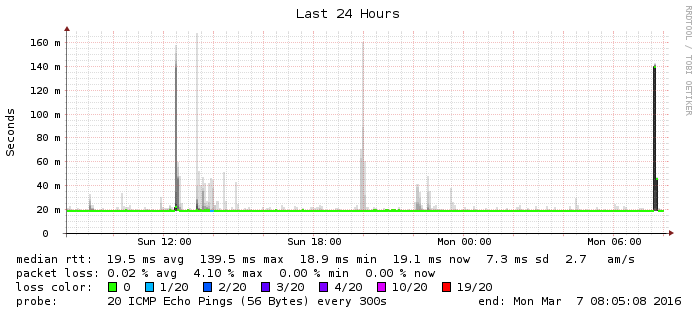 Last 24 Hours
RRDTOOL / TOBI OETIKER
Seconds
160 m
140 m
120 m
100 m
80 m
60 m
40 m
20 m
0
Sun 12:00 Sun 18:00 Mon 00:00 Mon 06:00
median rtt: 19.5 ms avg 139.5 ms max 18.9 ms min 19.1 ms now 7.3 ms sd 2.7 am/s
packet loss: 0.02 % avg 4.10 % max 0.00 % min 0.00 % now
loss color: 0 1/20 2/20 3/20 4/20 10/20 19/20
probe: 20 ICMP Echo Pings (56 Bytes) every 300s end: Mon Mar 7 08:05:08 2016